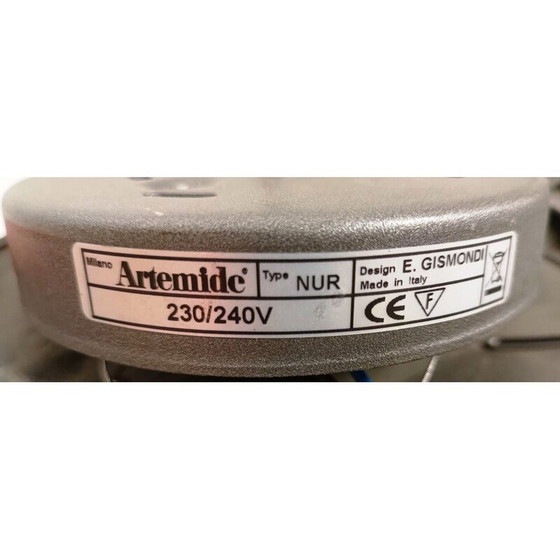 Milano Artemide® Type NUR Design E. GISMONDI
Made in Italy
230/240V CE F